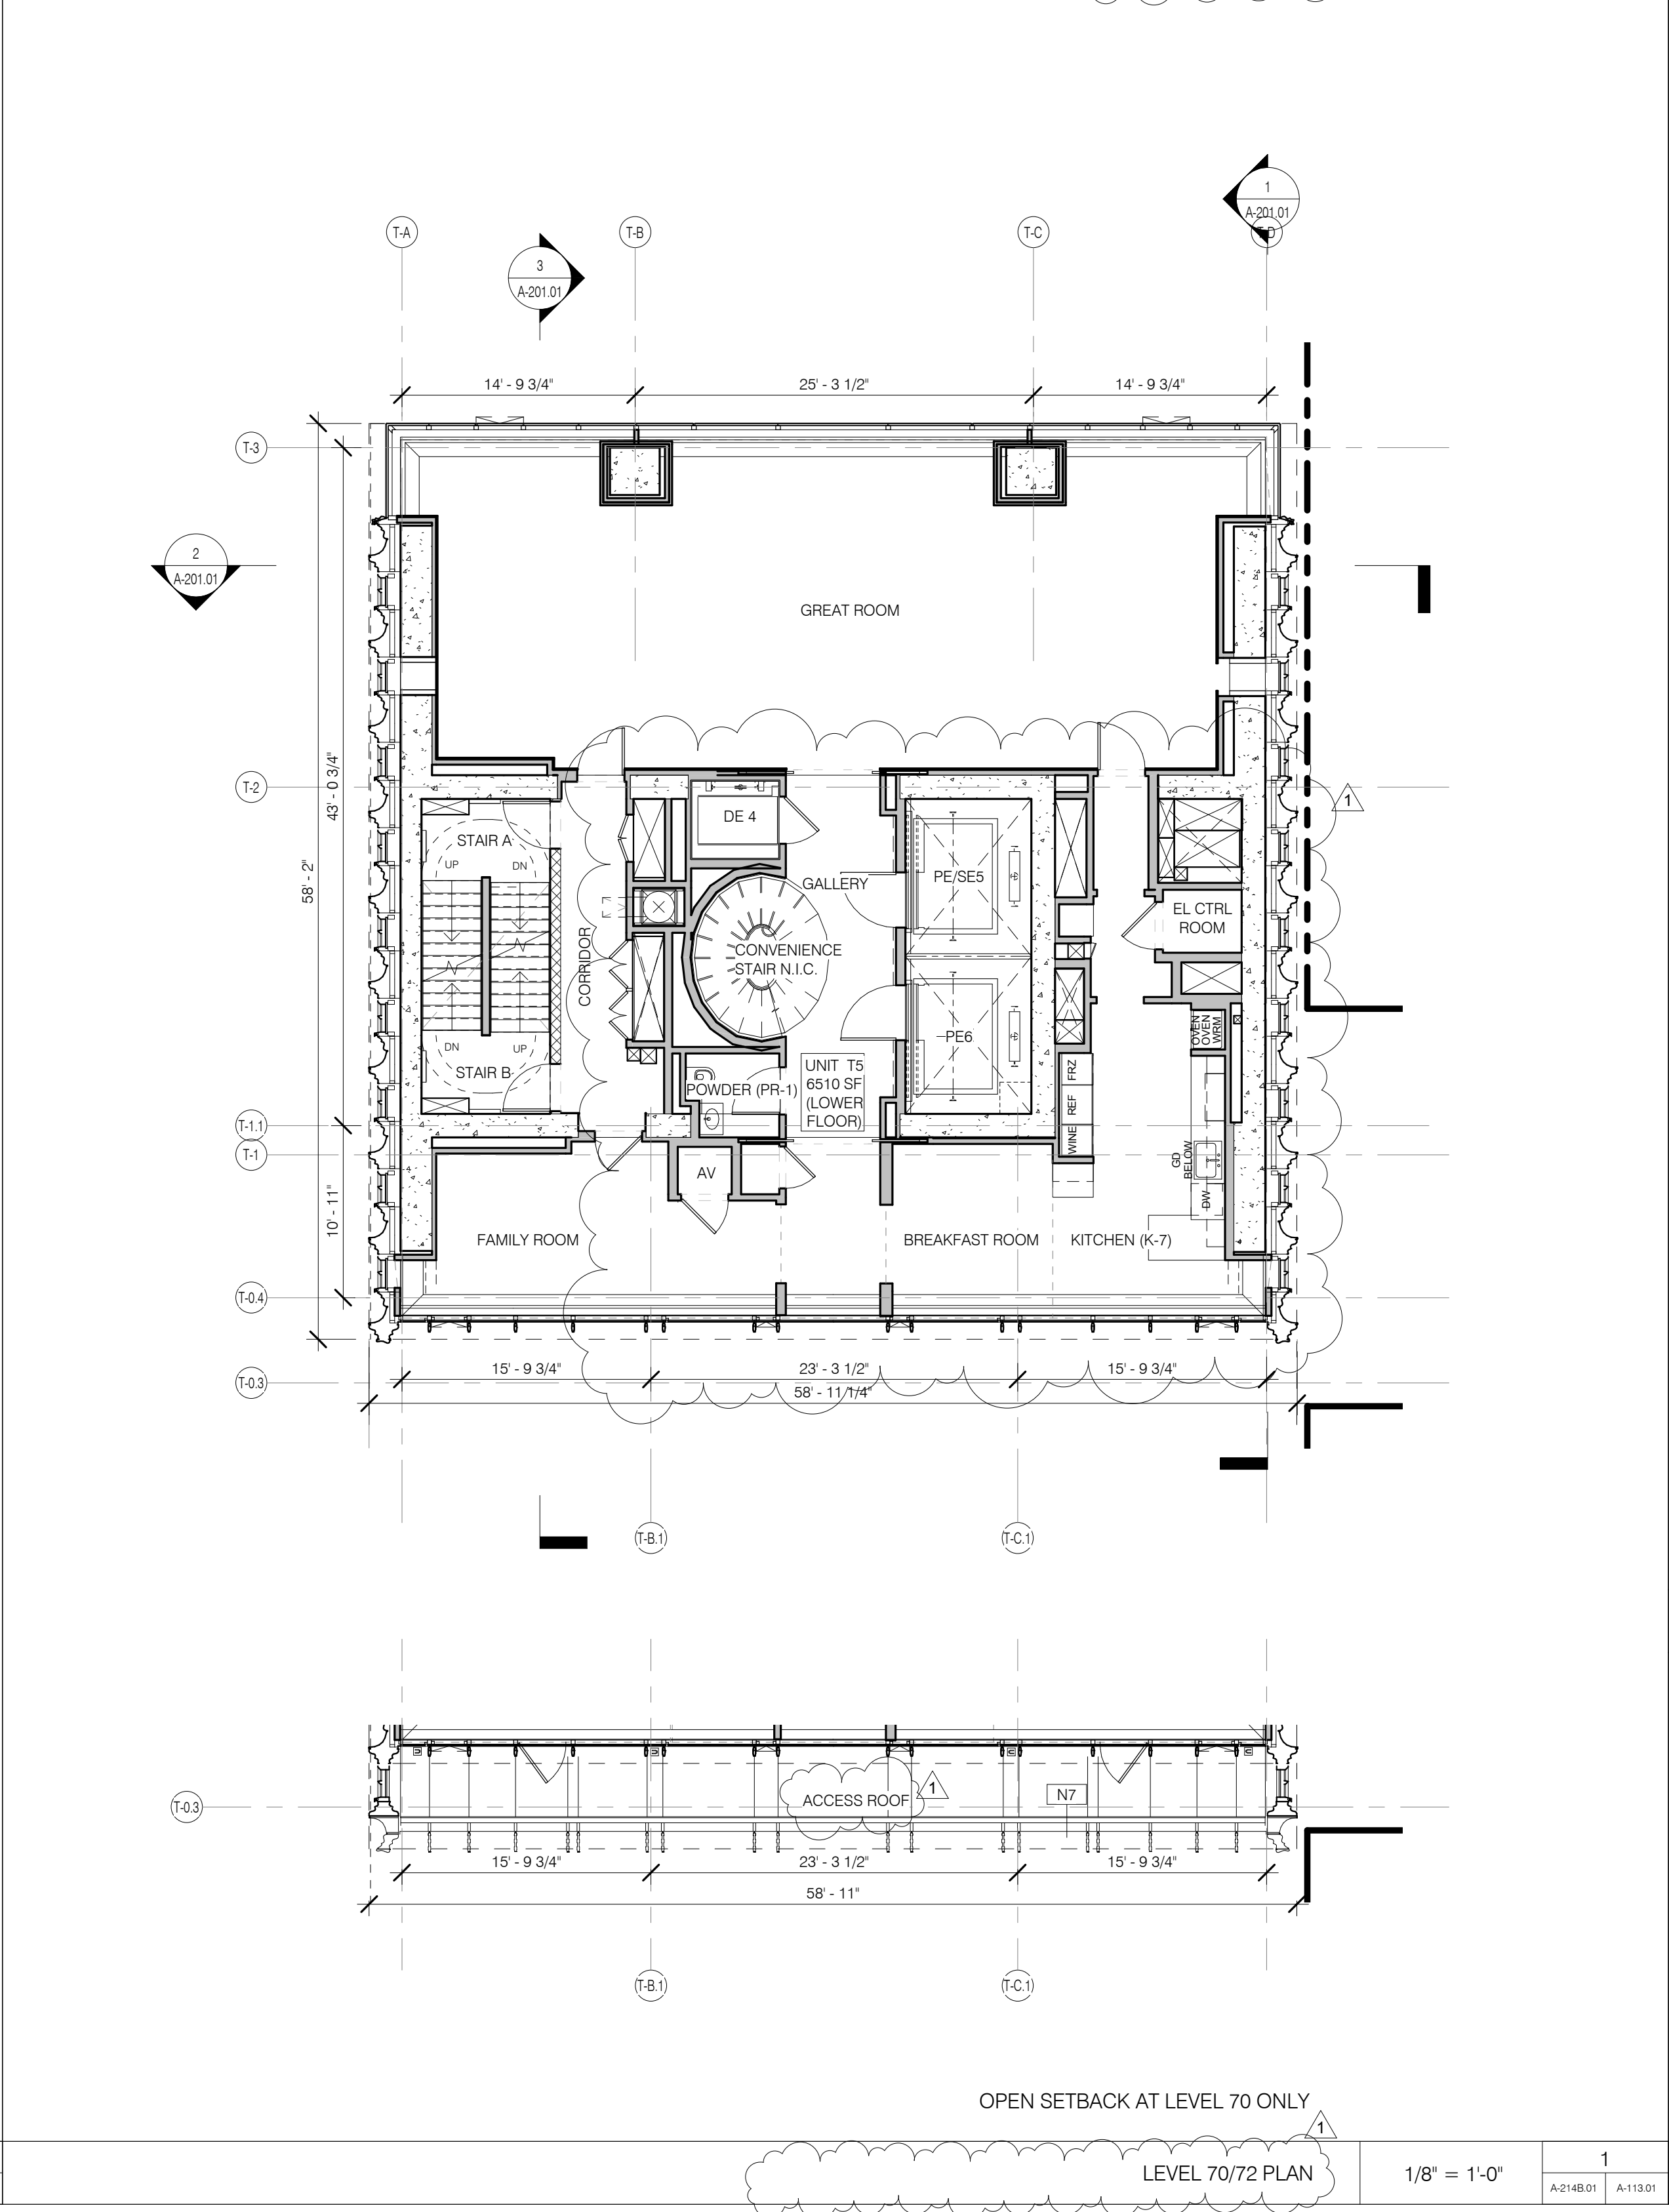 1
A-201.01
T-A
T-B
T-C
T-D
3
A-201.01
14' - 9 3/4"
25' - 3 1/2"
14' - 9 3/4"
T-3
2
A-201.01
GREAT ROOM
43' - 0 3/4"
58' - 2"
T-2
1
DE 4
STAIR A
UP
DN
GALLERY
PE/SE5
EL CTRL
ROOM
CORRIDOR
CONVENIENCE
STAIR N.I.C.
OVEN
OVEN
WRM
PE6
DN
UP
STAIR B
UNIT T5
6510 SF
(LOWER
FLOOR)
POWDER (PR-1)
FRZ
REF
WINE
T-1.1
T-1
GD
BELOW
DW
AV
10' - 11"
FAMILY ROOM
BREAKFAST ROOM
KITCHEN (K-7)
T-0.4
15' - 9 3/4"
23' - 3 1/2"
15' - 9 3/4"
T-0.3
58' - 11 1/4"
T-B.1
T-C.1
ACCESS ROOF
1
N7
T-0.3
15' - 9 3/4"
23' - 3 1/2"
15' - 9 3/4"
58' - 11"
T-B.1
T-C.1
OPEN SETBACK AT LEVEL 70 ONLY
1
LEVEL 70/72 PLAN
1/8" = 1'-0"
1
A-214B.01
A-113.01